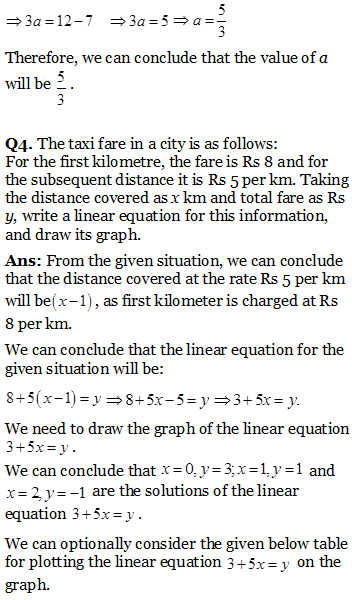 ⇒3a=12−7 ⇒3a=5 ⇒ a=5/3
Therefore, we can conclude that the value of a
will be 5/3 .
Q4. The taxi fare in a city is as follows:
For the first kilometre, the fare is Rs 8 and for
the subsequent distance it is Rs 5 per km. Taking
the distance covered as x km and total fare as Rs
y, write a linear equation for this information,
and draw its graph.
Ans: From the given situation, we can conclude
that the distance covered at the rate Rs 5 per km
will be(x−1), as first kilometer is charged at Rs
8 per km.
We can conclude that the linear equation for the
given situation will be:
8+5(x−1)=y ⇒8+5x−5=y ⇒3+5x=y.
We need to draw the graph of the linear equation
3+5x=y .
We can conclude that x=0, y=3; x=1, y=1 and
x=2, y=−1 are the solutions of the linear
equation 3+5x=y .
We can optionally consider the given below table
for plotting the linear equation 3+5x=y on the
graph.